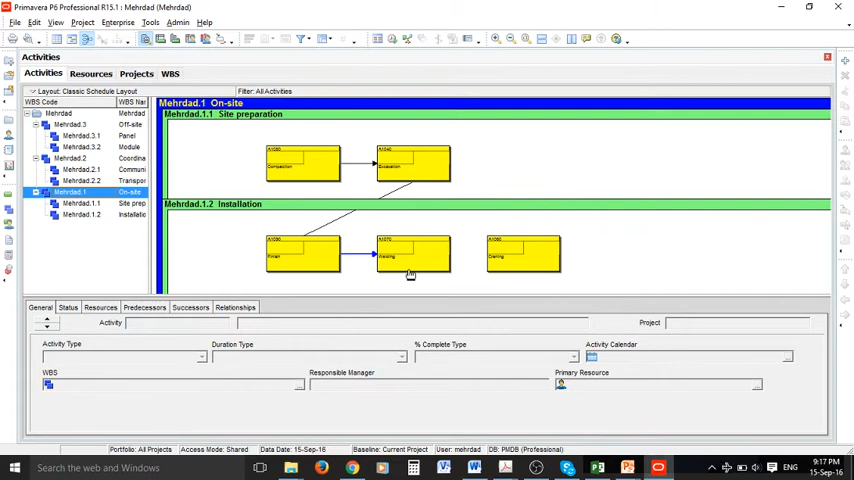 Primavera P6 Professional R15.1 : Mehrdad (Mehrdad)
File Edit View Project Enterprise Tools Admin Help
Activities
Activities Resources Projects WBS
Layout: Classic Schedule Layout Filter: All Activities
WBS Code WBS Nan
Mehrdad
Mehrdad.3 Off-site
Mehrdad.3.1 Panel
Mehrdad.3.2 Module
Mehrdad.2 Coordina
Mehrdad.2.1 Communi
Mehrdad.2.2 Transpor
Mehrdad.1 On-site
Mehrdad.1.1 Site prep
Mehrdad.1.2 Installatio
Mehrdad.1 On-site
Mehrdad.1.1 Site preparation
A1040
Compaction Excavation
Mehrdad.1.2 Installation
A1070 A1060
Welding
General Status Resources Predecessors Successors Relationships
Activity Project
Activity Type Duration Type % Complete Type Activity Calendar
WBS Responsible Manager Primary Resource
Portfolio: All Projects Access Mode: Shared Data Date: 15-Sep-16 Baseline: Current Project User: mehrdad DB: PMDB (Professional)
Search the web and Windows
ENG
9:17 PM
15-Sep-16